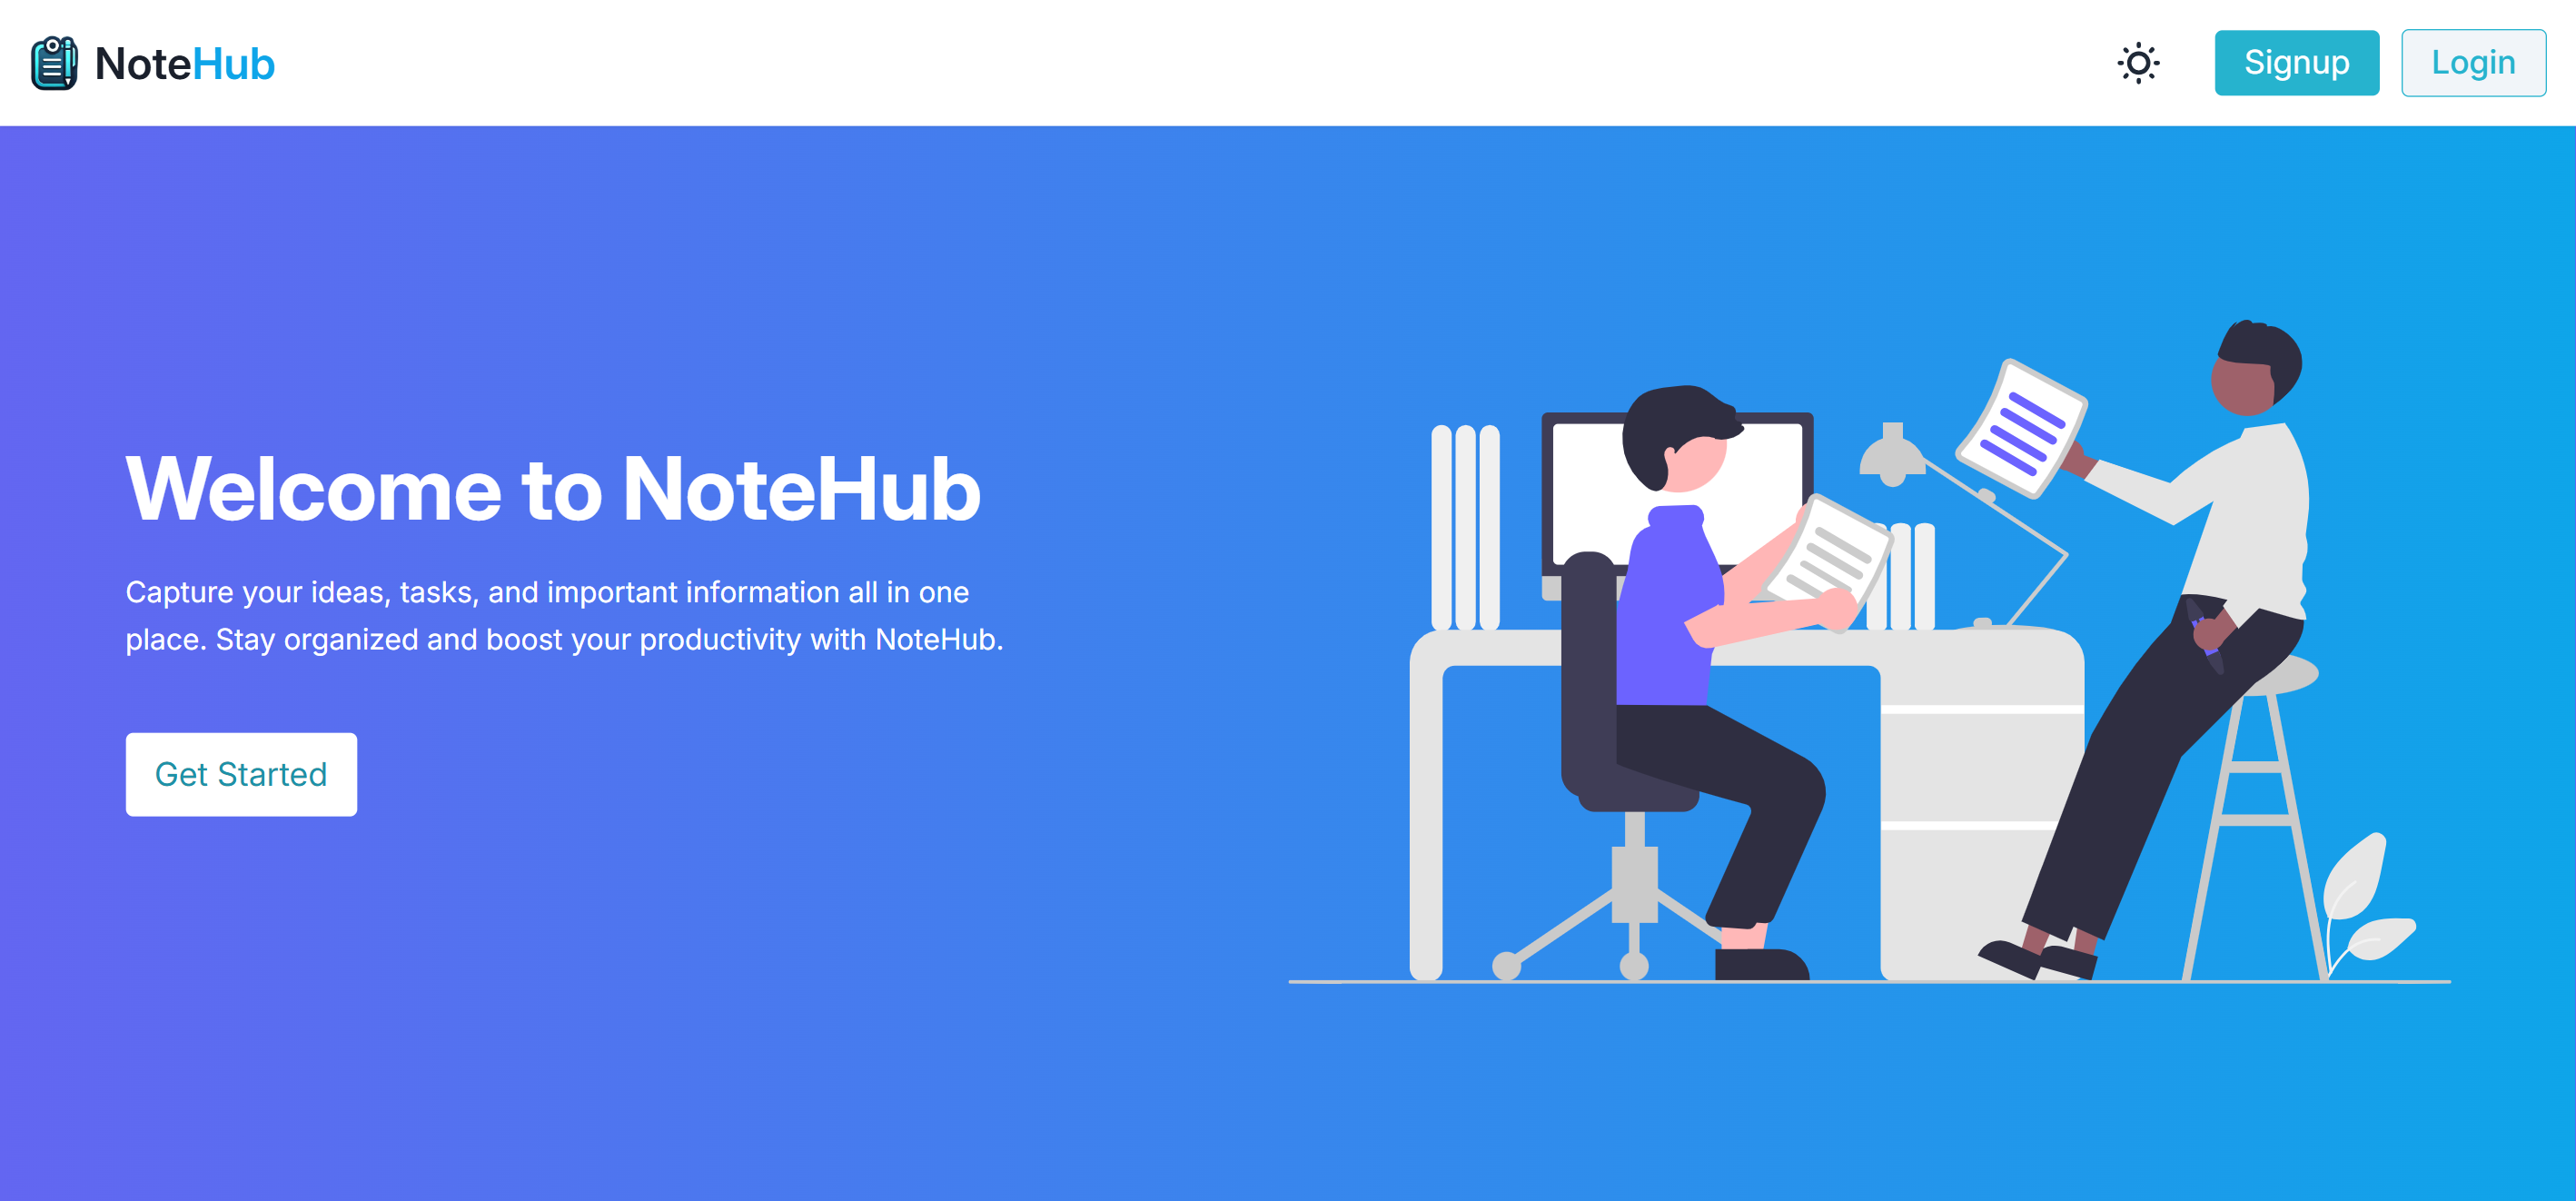 NoteHub
Signup
Login
Welcome to NoteHub
Capture your ideas, tasks, and important information all in one
place. Stay organized and boost your productivity with NoteHub.
Get Started